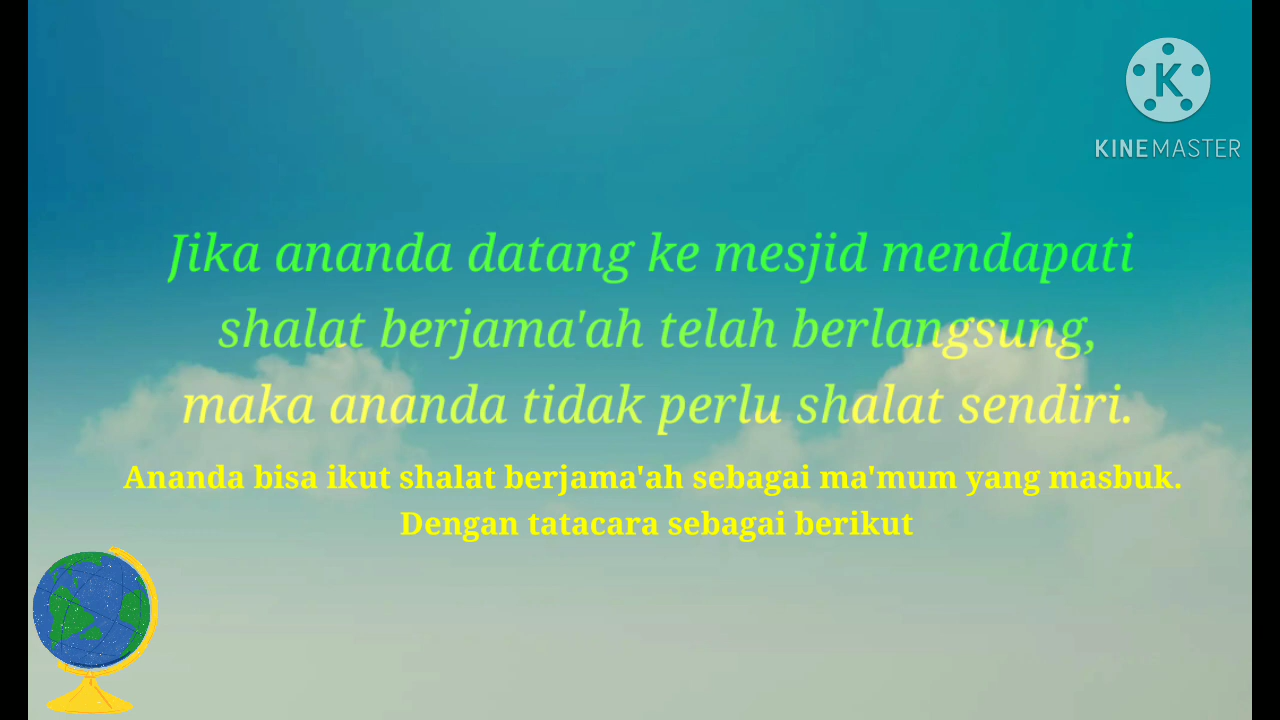 KINEMASTER
Jika ananda datang ke mesjid mendapati
shalat berjama'ah telah berlangsung,
maka ananda tidak perlu shalat sendiri.
Ananda bisa ikut shalat berjama'ah sebagai ma'mum yang masbuk.
Dengan tatacara sebagai berikut